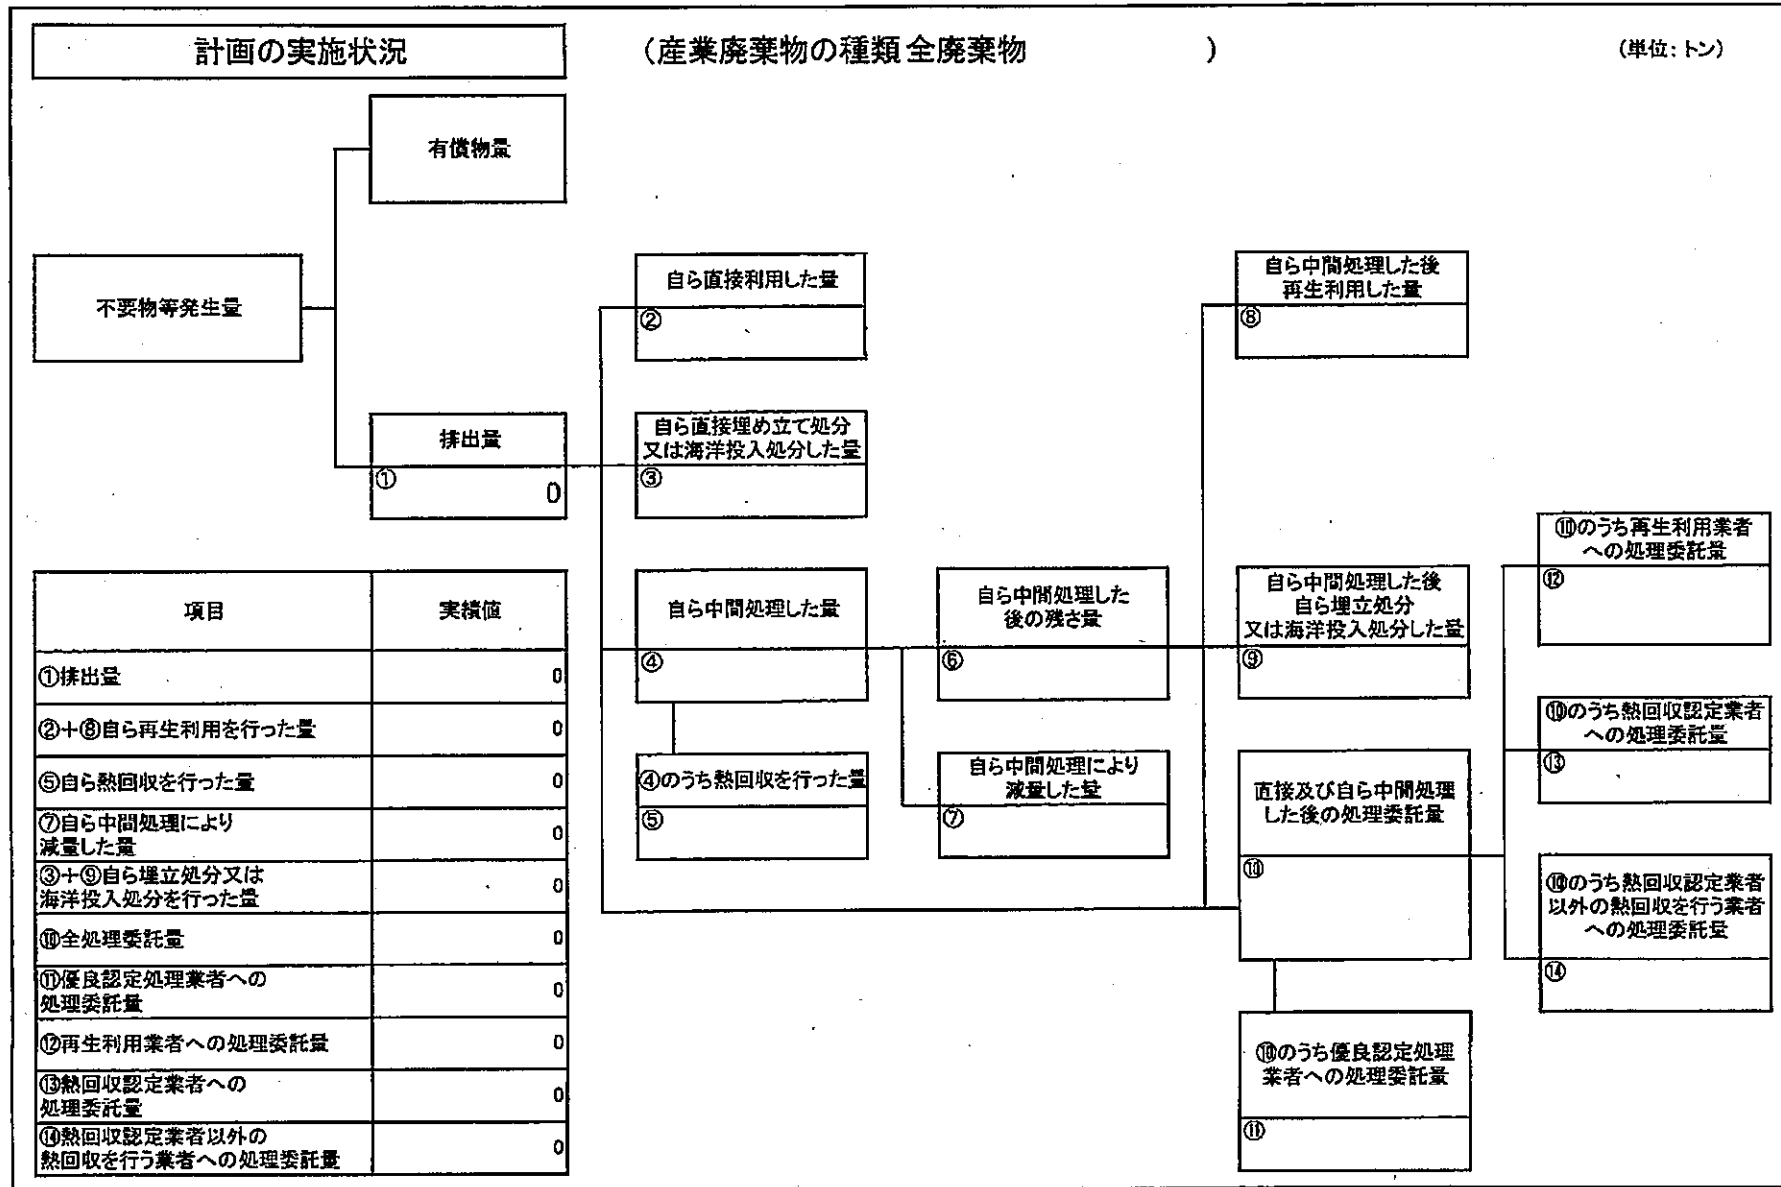 計画の実施状況
(産業廃棄物の種類 全廃棄物 )
(単位：トン)
有償物量
不要物等発生量
排出量
①
0
自ら直接利用した量
②
自ら直接埋め立て処分
又は海洋投入処分した量
③
自ら中間処理した量
④
④のうち熱回収を行った量
⑤
自ら中間処理した
後の残さ量
⑥
自ら中間処理により
減量した量
⑦
自ら中間処理した後
再生利用した量
⑧
自ら中間処理した後
自ら埋立処分
又は海洋投入処分した量
⑨
直接及び自ら中間処理
した後の処理委託量
⑩
⑩のうち優良認定処理
業者への処理委託量
⑪
⑩のうち再生利用業者
への処理委託量
⑫
⑩のうち熱回収認定業者
への処理委託量
⑬
⑩のうち熱回収認定業者
以外の熱回収を行う業者
への処理委託量
⑭
項目 実績値
①排出量 0
②+⑧自ら再生利用を行った量 0
⑤自ら熱回収を行った量 0
⑦自ら中間処理により
減量した量 0
③+⑨自ら埋立処分又は
海洋投入処分を行った量 0
⑩全処理委託量 0
⑪優良認定処理業者への
処理委託量 0
⑫再生利用業者への処理委託量 0
⑬熱回収認定業者への
処理委託量 0
⑭熱回収認定業者以外の
熱回収を行う業者への処理委託量 0